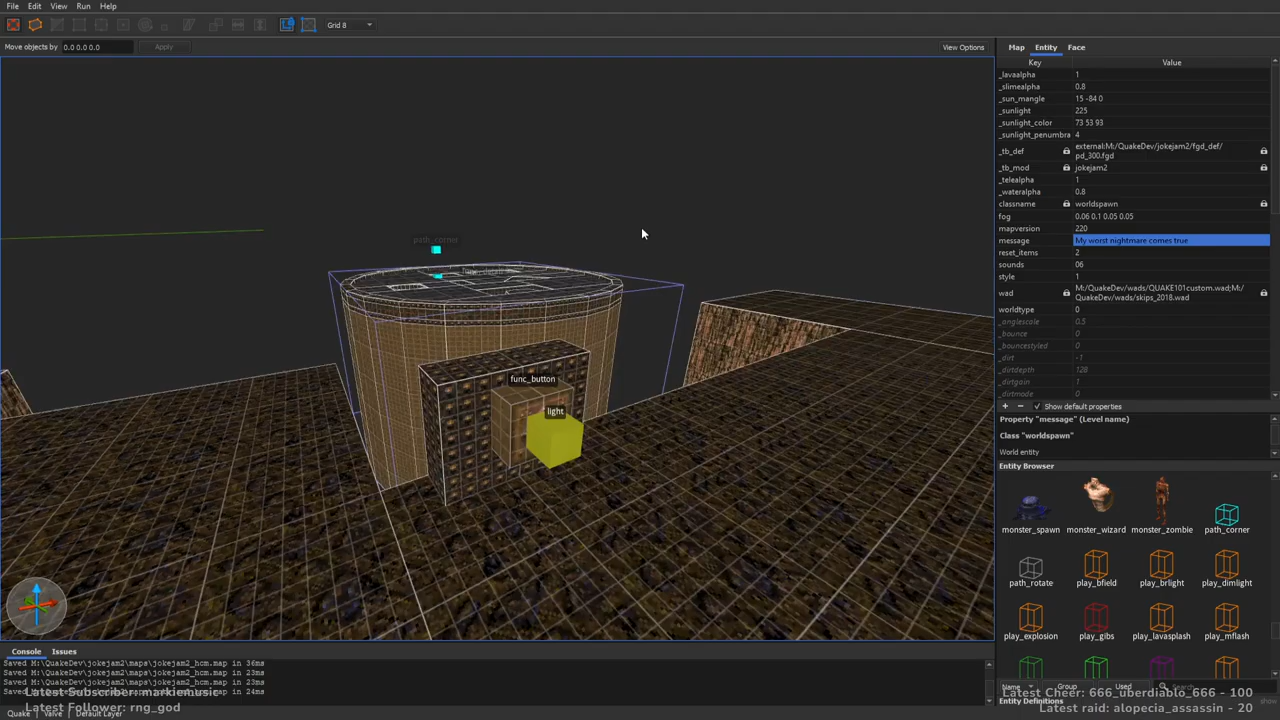 File Edit View Run Help
Grid 8
Move objects by 0.0 0.0 0.0 Apply View Options
Map Entity Face
Key Value
_lavaalpha 1
_slimealpha 0.8
_sun_mangle 15 -84 0
_sunlight 225
_sunlight_color 73 53 93
_sunlight_penumbra 4
_tb_def external:M:/QuakeDev/jokejam2/fgd_def/
pd_300.fgd
_tb_mod jokejam2
_telealpha 1
_wateralpha 0.8
classname worldspawn
fog 0.06 0.1 0.05 0.05
mapversion 220
message My worst nightmare comes true
reset_items 2
sounds 06
style 1
wad M:/QuakeDev/wads/QUAKE101custom.wad;M:/
QuakeDev/wads/skips_2018.wad
worldtype 0
_anglescale 0.5
_bounce 0
_bouncestyled 0
_dirt -1
_dirtdepth 128
_dirtgain 1
_dirtmode 0
Show default properties
Property "message" (Level name)
Class "worldspawn"
World entity
Entity Browser
monster_spawn monster_wizard monster_zombie path_corner
path_rotate play_bfield play_brlight play_dimlight
play_explosion play_gibs play_lavasplash play_mflash
Name Group Used Search
Entity Definitions
path_corner
func_button
light
Console Issues
Saved M:\QuakeDev\jokejam2\maps\jokejam2_hcm.map in 36ms
Saved M:\QuakeDev\jokejam2\maps\jokejam2_hcm.map in 23ms
Saved M:\QuakeDev\jokejam2\maps\jokejam2_hcm.map in 23ms
Saved M:\QuakeDev\jokejam2\maps\jokejam2_hcm.map in 24ms
Latest Subscriber: markiemusic
Latest Follower: rng_god
Quake Valve Default Layer
Latest Cheer: 666_uberdiablo_666 - 100
Latest raid: alopecia_assassin - 20